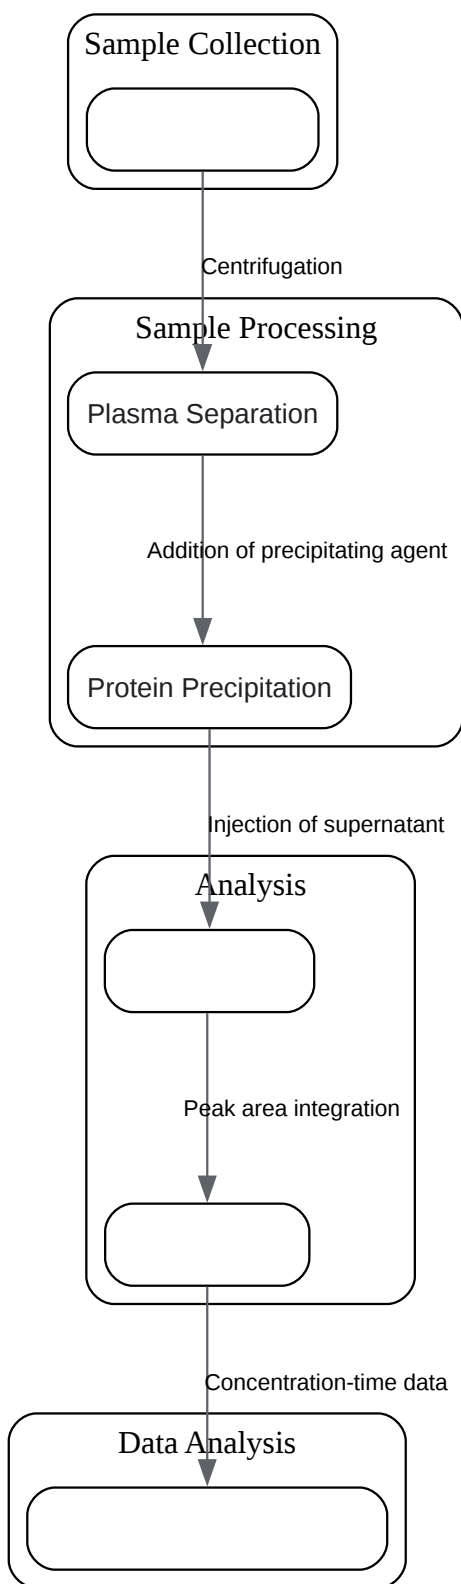 Sample Collection
Centrifugation
Sample Processing
Plasma Separation
Addition of precipitating agent
Protein Precipitation
Injection of supernatant
Analysis
Peak area integration
Concentration-time data
Data Analysis